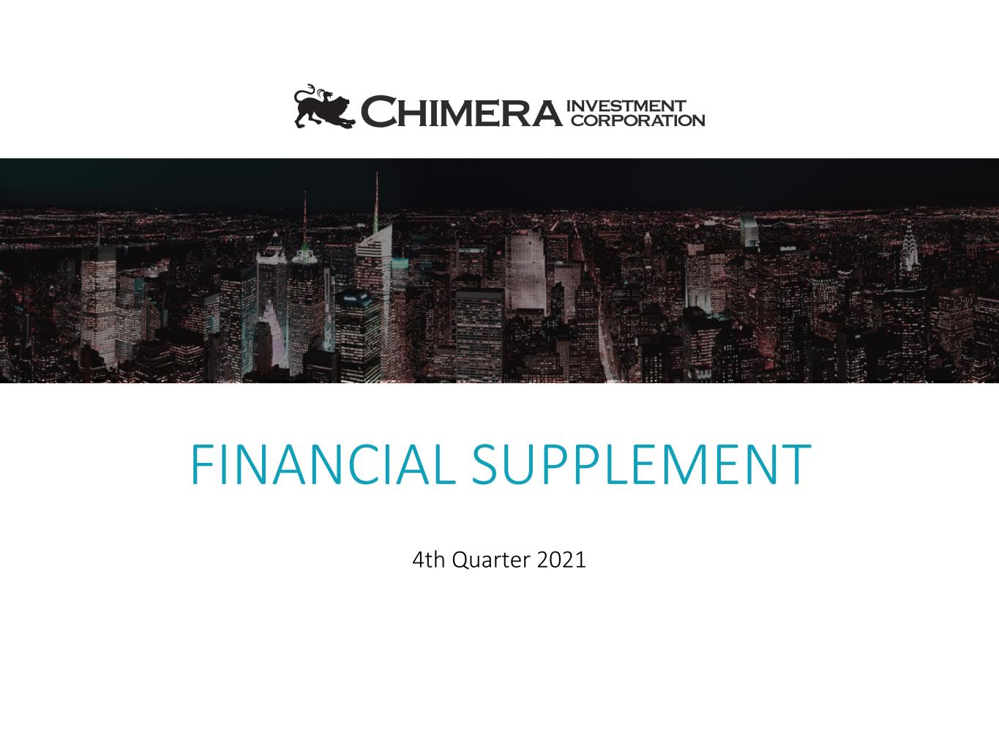 CHIMERA INVESTMENT CORPORATION
FINANCIAL SUPPLEMENT
4th Quarter 2021